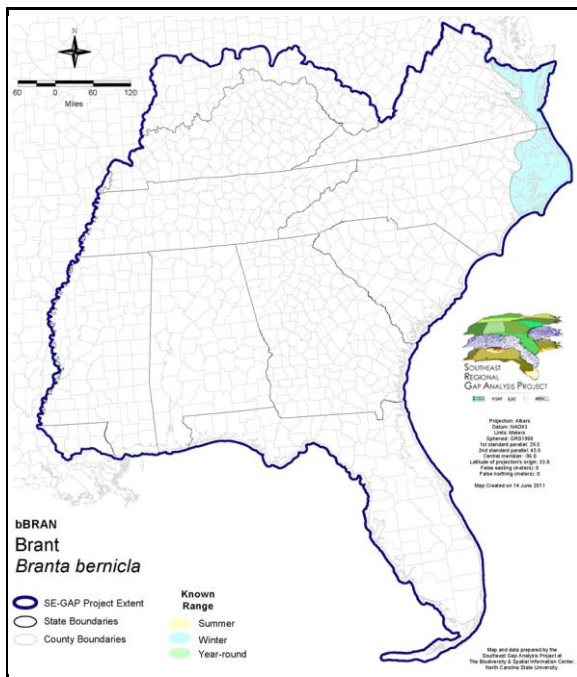 N
60 0 60 120
Miles
SOUTHEAST
REGIONAL
GAP ANALYSIS PROJECT
Projection: Albers
Datum: NAD83
Units: Meters
Spheroid: GRS1980
1st standard parallel: 29.5
2nd standard parallel: 45.5
Central meridian: -96.0
Latitude of projection's origin: 23.0
False easting (meters): 0
False northing (meters): 0
Map Created on 14 June 2011
bBRAN
Brant
Branta bernicla
SE-GAP Project Extent
State Boundaries
County Boundaries
Known
Range
Summer
Winter
Year-round
Map and data prepared by the
Southeast Gap Analysis Project at
The Biodiversity & Spatial Information Center,
North Carolina State University.